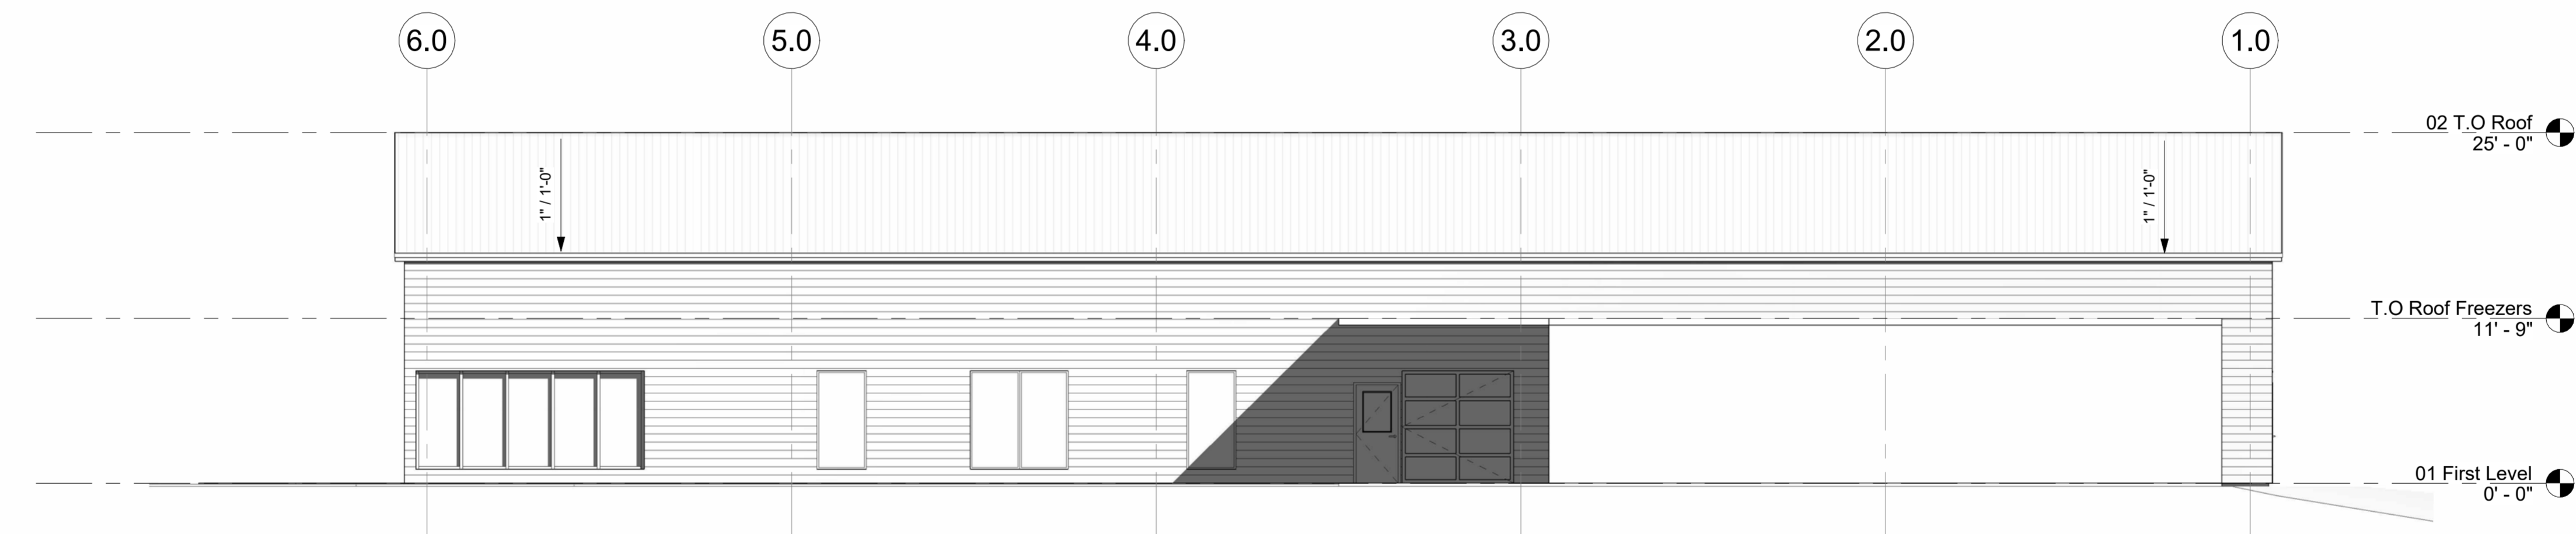 6.0
5.0
4.0
3.0
2.0
1.0
02 T.O Roof
25' - 0"
1" / 1'-0"
1" / 1'-0"
T.O Roof Freezers
11' - 9"
01 First Level
0' - 0"